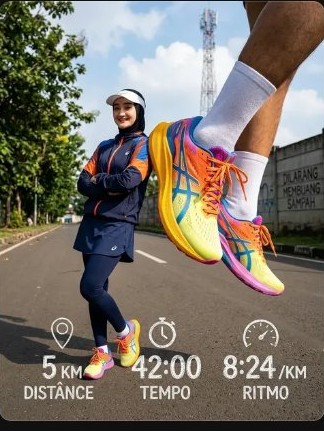 DILARANG
MEMBUANG
SAMPAH
5 KM 42:00 8:24 /KM
DISTÂNCE TEMPO RITMO